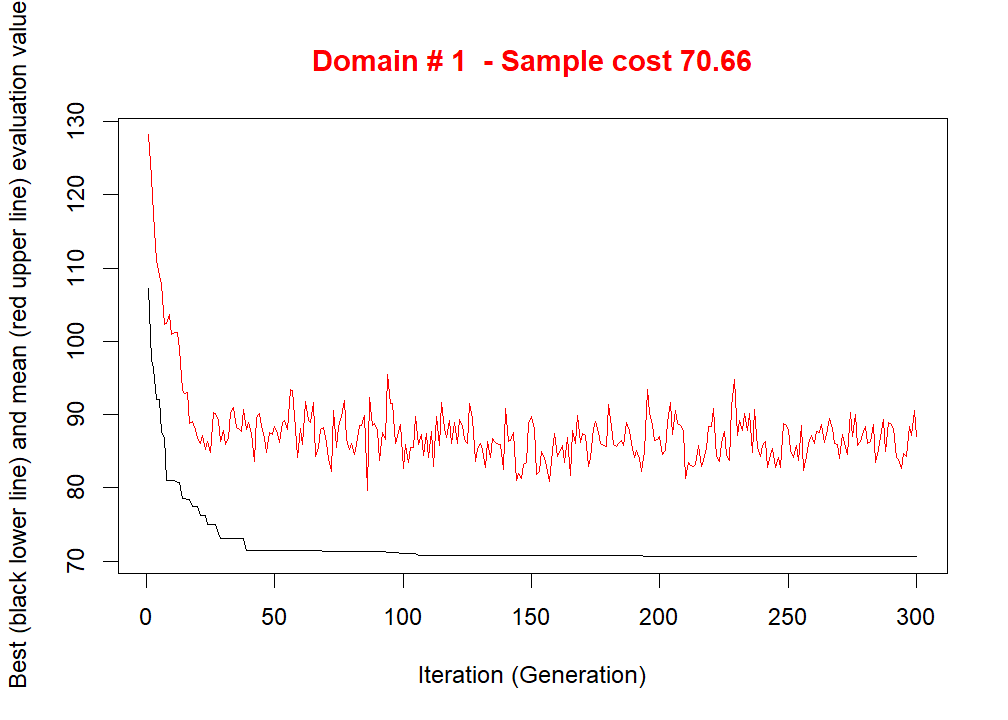 Domain # 1  - Sample cost 70.66
Best (black lower line) and mean (red upper line) evaluation value
130
120
110
100
90
80
70
0 50 100 150 200 250 300
Iteration (Generation)